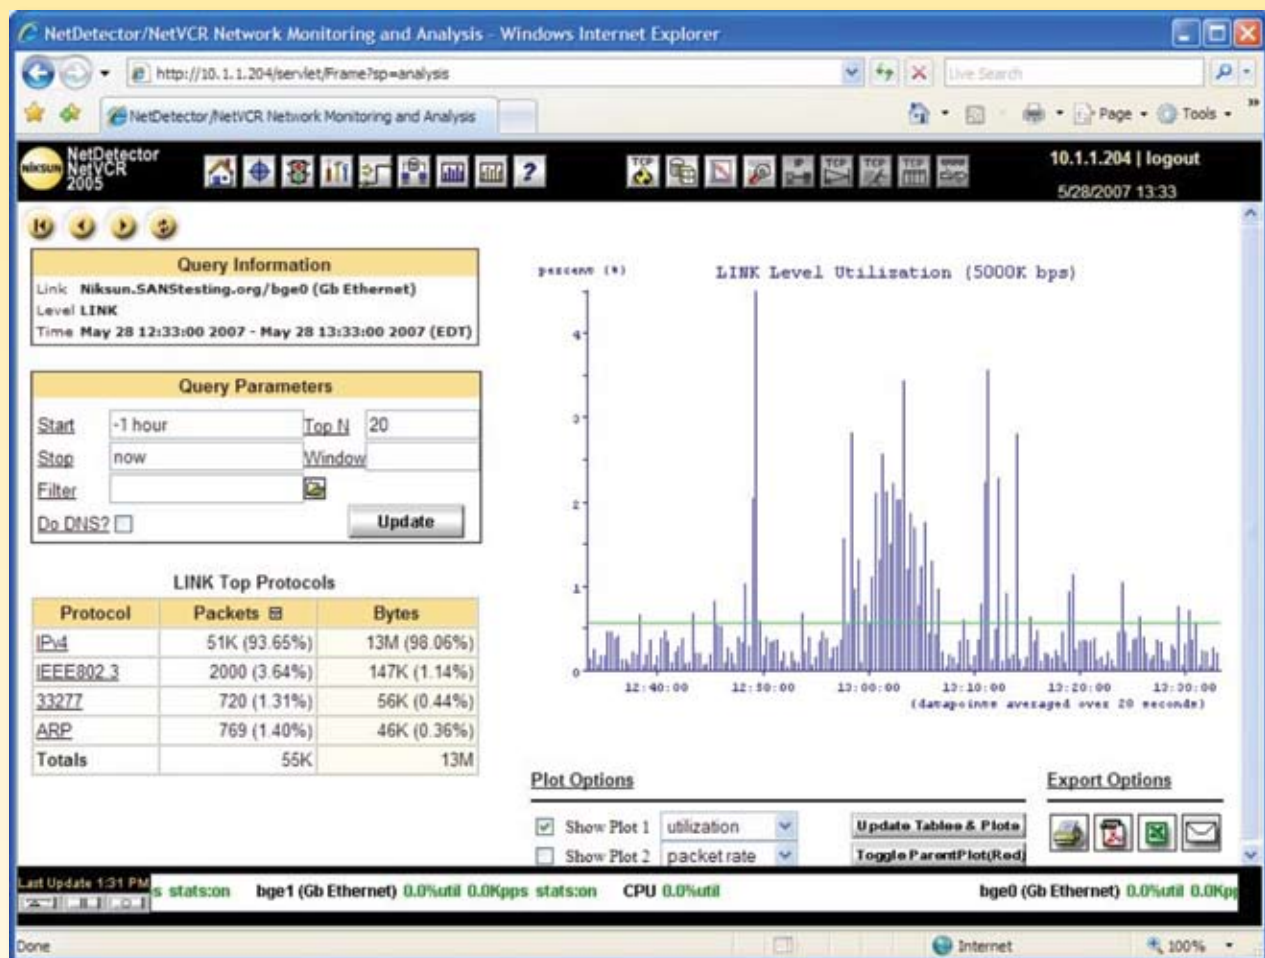 NetDetector/NetVCR Network Monitoring and Analysis - Windows Internet Explorer
http://10.1.1.204/servlet/Frame?sp=analysis
Live Search
NetDetector/NetVCR Network Monitoring and Analysis
Page
Tools
NIKSUN
NetDetector
NetVCR
2005
?
TCP
IP
TCP
TCP
TCP
10.1.1.204 | logout
5/28/2007 13:33
Query Information
Link Niksun.SANStesting.org/bge0 (Gb Ethernet)
Level LINK
Time May 28 12:33:00 2007 - May 28 13:33:00 2007 (EDT)
Query Parameters
Start -1 hour Top N 20
Stop now Window
Filter
Do DNS? Update
LINK Top Protocols
Protocol Packets Bytes
IPv4 51K (93.65%) 13M (98.06%)
IEEE802.3 2000 (3.64%) 147K (1.14%)
33277 720 (1.31%) 56K (0.44%)
ARP 769 (1.40%) 46K (0.36%)
Totals 55K 13M
percent (%) LINK Level Utilization (5000K bps)
4
3
2
1
0
12:40:00 12:50:00 13:00:00 13:10:00 13:20:00 13:30:00
(datapoints averaged over 20 seconds)
Plot Options Export Options
Show Plot 1 utilization Update Tables & Plots
Show Plot 2 packet rate Toggle ParentPlot(Red)
Last Update 1:31 PM
s stats:on bge1 (Gb Ethernet) 0.0%util 0.0Kpps stats:on CPU 0.0%util bge0 (Gb Ethernet) 0.0%util 0.0Kpp
Done Internet 100%